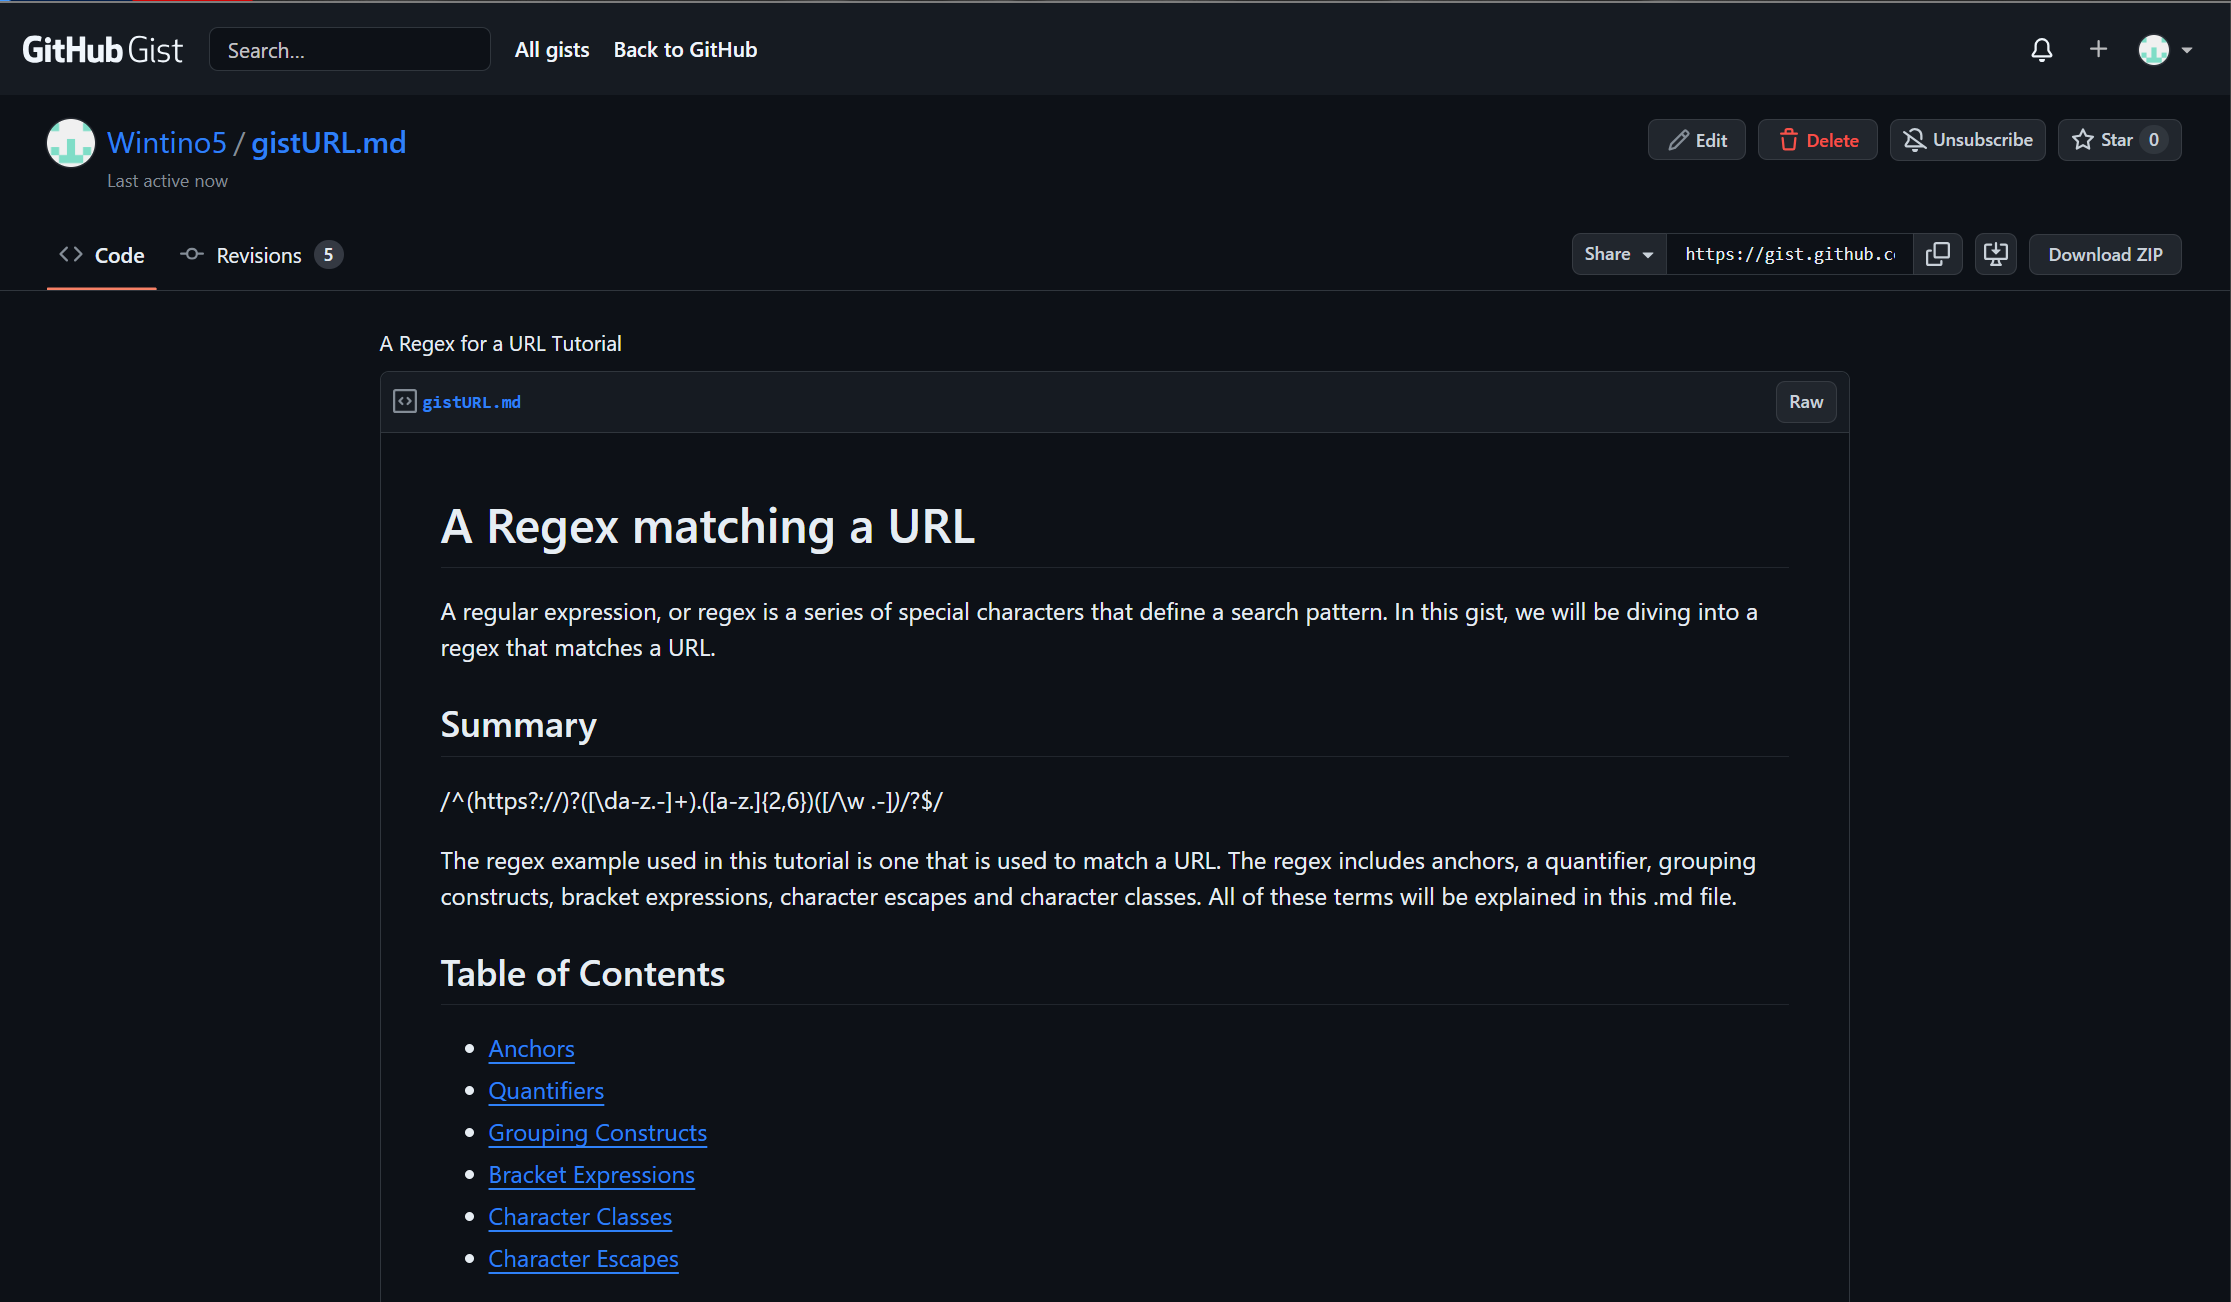 GitHub Gist Search... All gists Back to GitHub
Wintino5 / gistURL.md
Edit Delete Unsubscribe Star 0
Last active now
Code Revisions 5
Share https://gist.github.c Download ZIP
A Regex for a URL Tutorial
gistURL.md Raw
A Regex matching a URL
A regular expression, or regex is a series of special characters that define a search pattern. In this gist, we will be diving into a
regex that matches a URL.
Summary
/^(https?://)?([\da-z.-]+).([a-z.]{2,6})([/\w .-])/?$/
The regex example used in this tutorial is one that is used to match a URL. The regex includes anchors, a quantifier, grouping
constructs, bracket expressions, character escapes and character classes. All of these terms will be explained in this .md file.
Table of Contents
Anchors
Quantifiers
Grouping Constructs
Bracket Expressions
Character Classes
Character Escapes